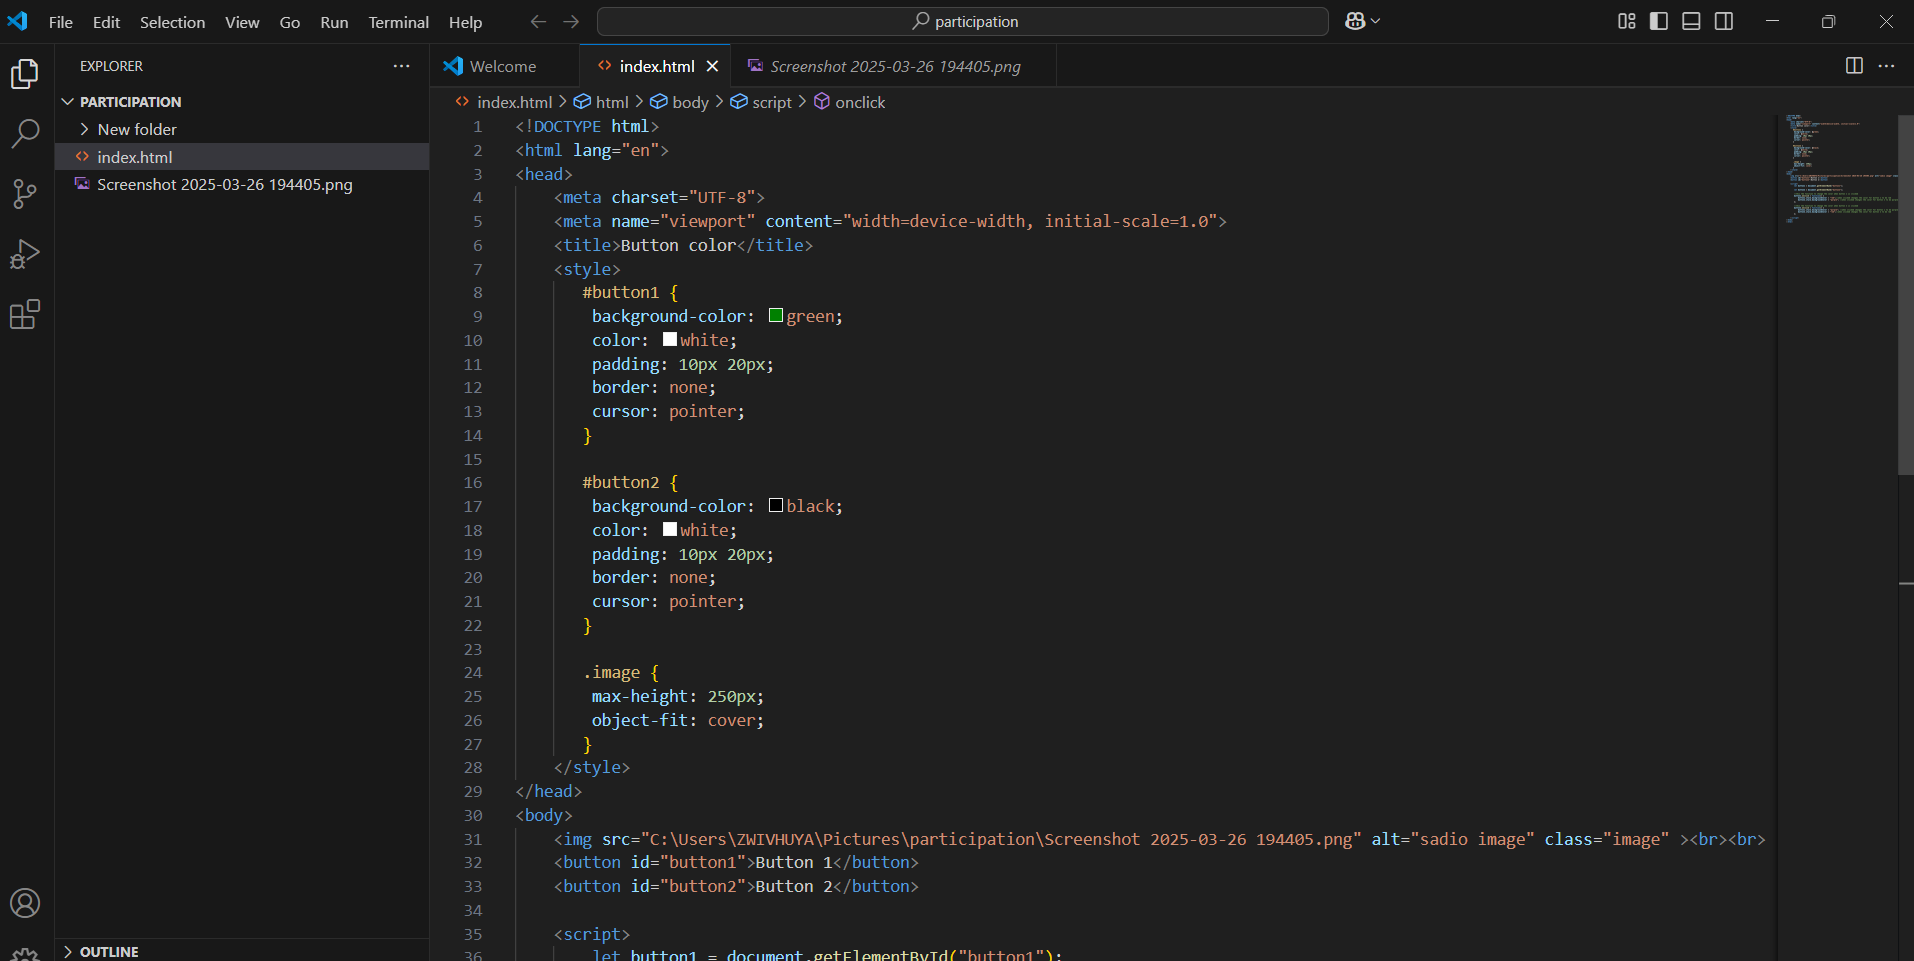 File Edit Selection View Go Run Terminal Help
participation
EXPLORER
PARTICIPATION
New folder
index.html
Screenshot 2025-03-26 194405.png
OUTLINE
Welcome
index.html
Screenshot 2025-03-26 194405.png
index.html > html > body > script > onclick
1 <!DOCTYPE html>
2 <html lang="en">
3 <head>
4 <meta charset="UTF-8">
5 <meta name="viewport" content="width=device-width, initial-scale=1.0">
6 <title>Button color</title>
7 <style>
8 #button1 {
9 background-color: green;
10 color: white;
11 padding: 10px 20px;
12 border: none;
13 cursor: pointer;
14 }
15
16 #button2 {
17 background-color: black;
18 color: white;
19 padding: 10px 20px;
20 border: none;
21 cursor: pointer;
22 }
23
24 .image {
25 max-height: 250px;
26 object-fit: cover;
27 }
28 </style>
29 </head>
30 <body>
31 <img src="C:\Users\ZWIVHUYA\Pictures\participation\Screenshot 2025-03-26 194405.png" alt="sadio image" class="image" ><br><br>
32 <button id="button1">Button 1</button>
33 <button id="button2">Button 2</button>
34
35 <script>
36 let button1 = document.getElementById("button1");